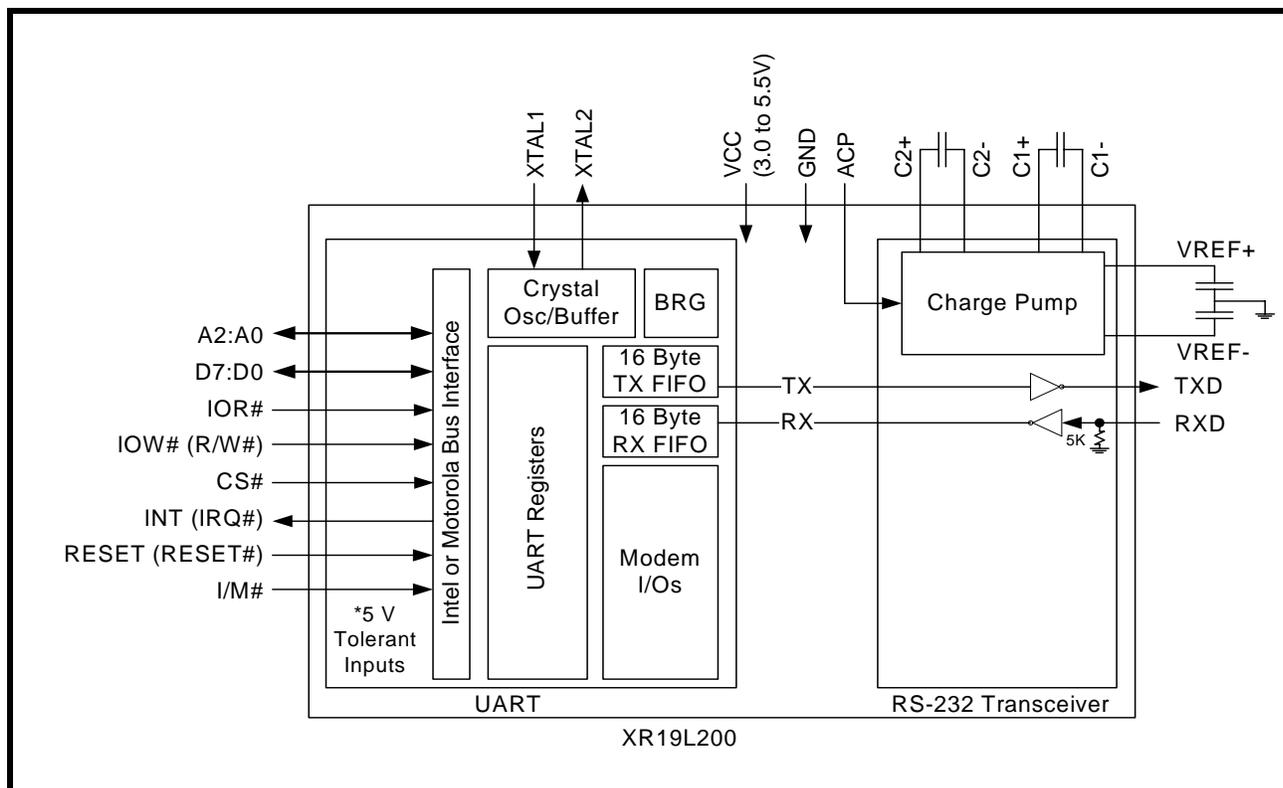 XTAL1
XTAL2
VCC
(3.0 to 5.5V)
GND
ACP
C2+
C2-
C1+
C1-
VREF+
VREF-
Charge Pump
Crystal
Osc/Buffer
BRG
A2:A0
D7:D0
IOR#
IOW# (R/W#)
CS#
INT (IRQ#)
RESET (RESET#)
I/M#
*5 V
Tolerant
Inputs
Intel or Motorola Bus Interface
UART Registers
16 Byte
TX FIFO
16 Byte
RX FIFO
Modem
I/Os
TX
RX
5K
TXD
RXD
UART
RS-232 Transceiver
XR19L200